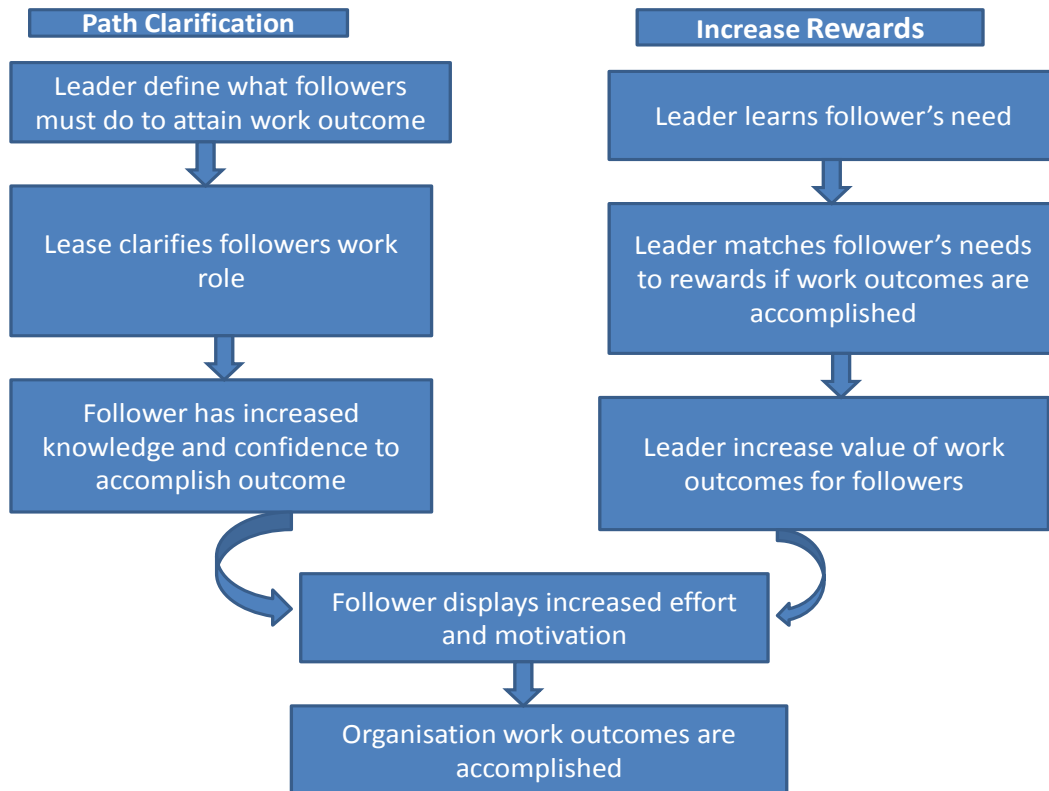 Path Clarification
Leader define what followers
must do to attain work outcome
Lease clarifies followers work
role
Follower has increased
knowledge and confidence to
accomplish outcome
Increase Rewards
Leader learns follower’s need
Leader matches follower’s needs
to rewards if work outcomes are
accomplished
Leader increase value of work
outcomes for followers
Follower displays increased effort
and motivation
Organisation work outcomes are
accomplished